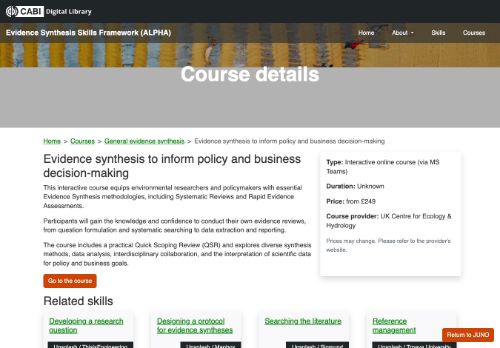 CABI Digital Library
Evidence Synthesis Skills Framework (ALPHA)
Home About Skills Courses
Course details
Home > Courses > General evidence synthesis > Evidence synthesis to inform policy and business decision-making
Evidence synthesis to inform policy and business
decision-making
This interactive course equips environmental researchers and policymakers with essential
Evidence Synthesis methodologies, including Systematic Reviews and Rapid Evidence
Assessments.
Participants will gain the knowledge and confidence to conduct their own evidence reviews,
from question formulation and systematic searching to data extraction and reporting.
The course includes a practical Quick Scoping Review (QSR) and explores diverse synthesis
methods, data analysis, interdisciplinary collaboration, and the interpretation of scientific data
for policy and business goals.
Go to the course
Type: Interactive online course (via MS
Teams)
Duration: Unknown
Price: from £249
Course provider: UK Centre for Ecology &
Hydrology
Prices may change. Please refer to the provider's
website.
Related skills
Developing a research
question
Unsplash / ThisisEngineering
Designing a protocol
for evidence syntheses
Unsplash
Searching the literature
Unsplash
Reference
management
Unsplash
University
Return to JUNO